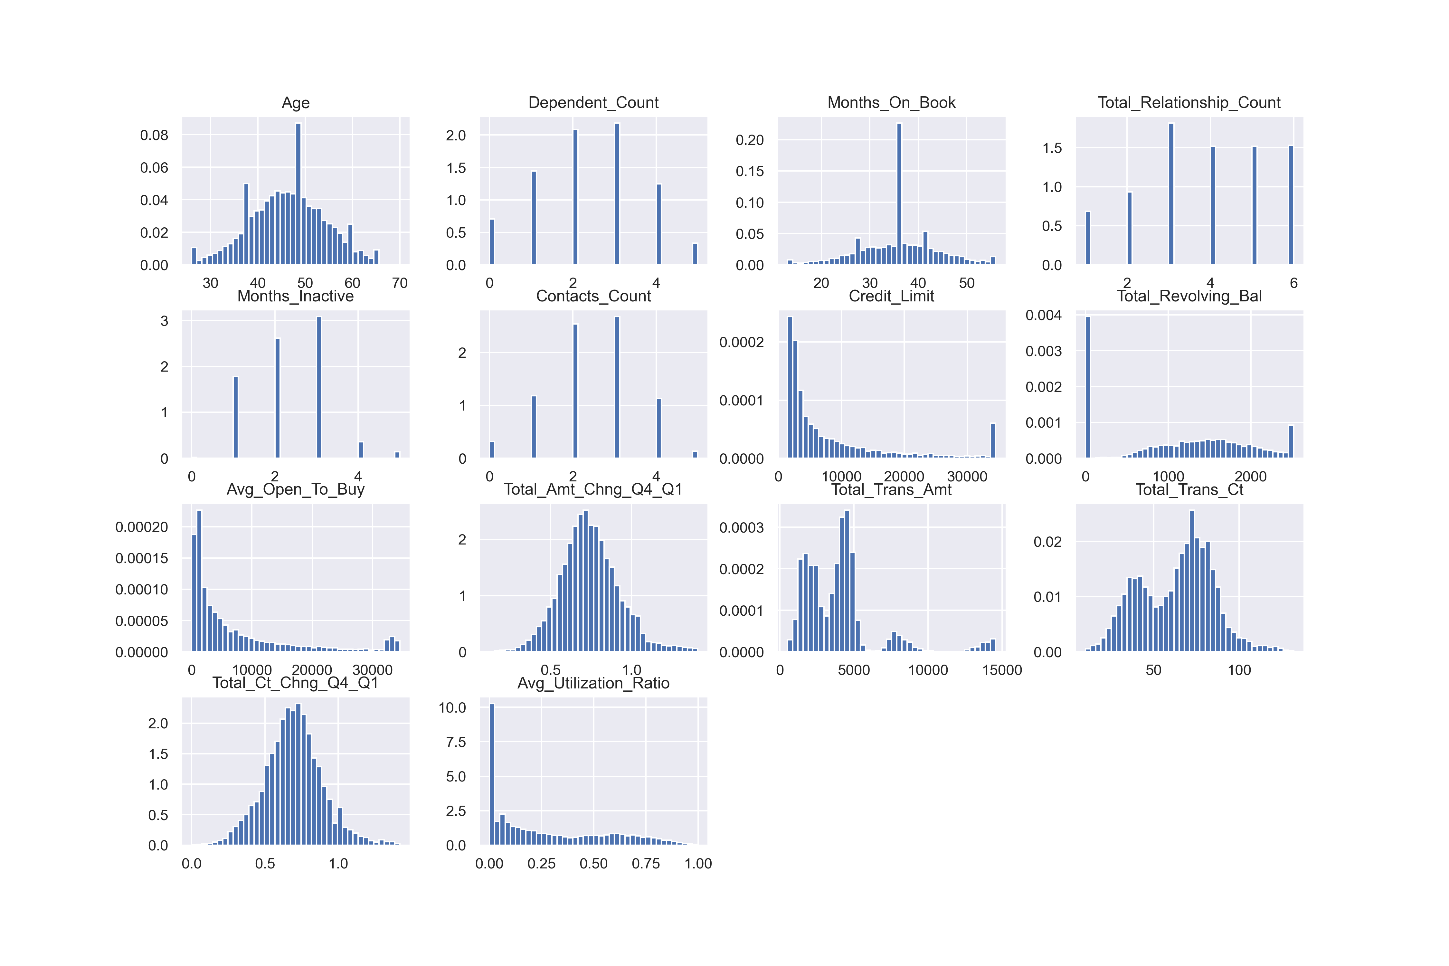 Age
0.08
0.06
0.04
0.02
0.00
30 40 50 60 70
Dependent_Count
2.0
1.5
1.0
0.5
0.0
0 2 4
Months_On_Book
0.20
0.15
0.10
0.05
0.00
20 30 40 50
Total_Relationship_Count
1.5
1.0
0.5
0.0
2 4 6
Months_Inactive
3
2
1
0
0 2 4
Contacts_Count
2
1
0
0 2 4
Credit_Limit
0.0002
0.0001
0.0000
0 10000 20000 30000
Total_Revolving_Bal
0.004
0.003
0.002
0.001
0.000
0 1000 2000
Avg_Open_To_Buy
0.00020
0.00015
0.00010
0.00005
0.00000
0 10000 20000 30000
Total_Amt_Chng_Q4_Q1
2
1
0
0.5 1.0
Total_Trans_Amt
0.0003
0.0002
0.0001
0.0000
0 5000 10000 15000
Total_Trans_Ct
0.02
0.01
0.00
50 100
Total_Ct_Chng_Q4_Q1
2.0
1.5
1.0
0.5
0.0
0.0 0.5 1.0
Avg_Utilization_Ratio
10.0
7.5
5.0
2.5
0.0
0.00 0.25 0.50 0.75 1.00